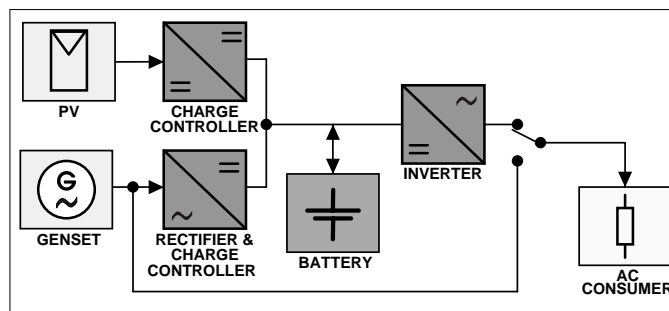 PV
CHARGE
CONTROLLER
G
GENSET
RECTIFIER &
CHARGE
CONTROLLER
BATTERY
INVERTER
AC
CONSUMER